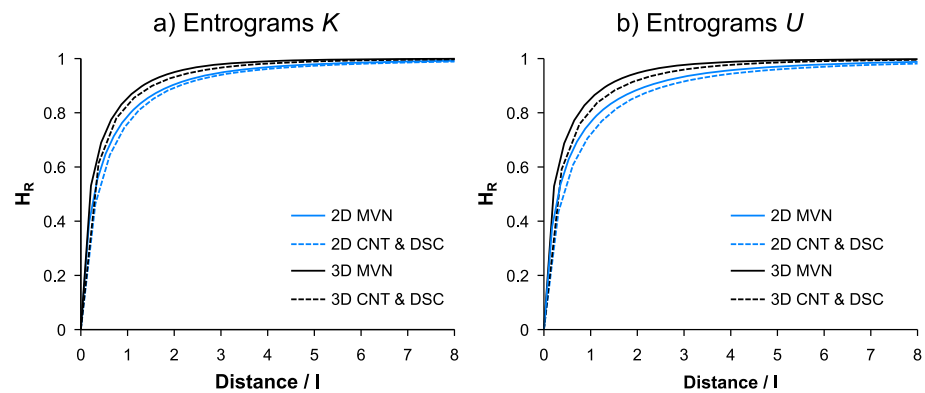 a) Entrograms K
1
0.8
0.6
0.4
0.2
0
H_R
2D MVN
2D CNT & DSC
3D MVN
3D CNT & DSC
0 1 2 3 4 5 6 7 8
Distance / I
b) Entrograms U
1
0.8
0.6
0.4
0.2
0
H_R
2D MVN
2D CNT & DSC
3D MVN
3D CNT & DSC
0 1 2 3 4 5 6 7 8
Distance / I